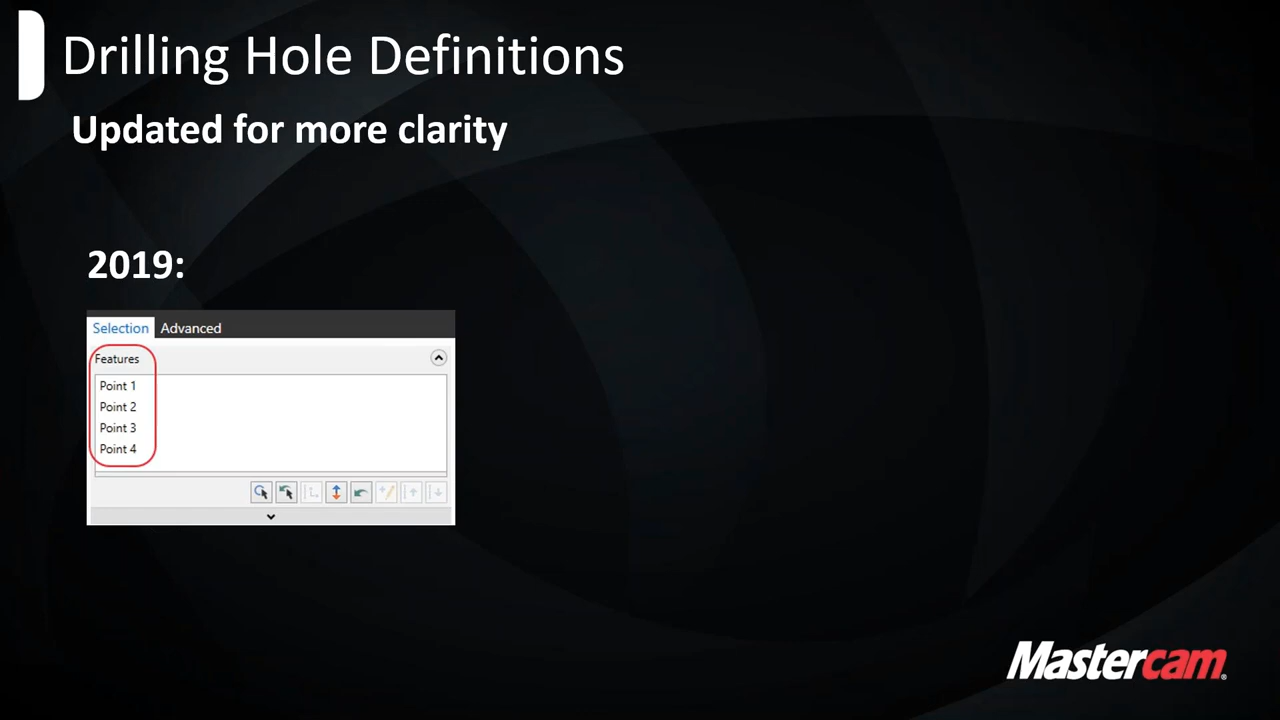 Drilling Hole Definitions
Updated for more clarity
2019:
Selection Advanced
Features
Point 1
Point 2
Point 3
Point 4
Mastercam®